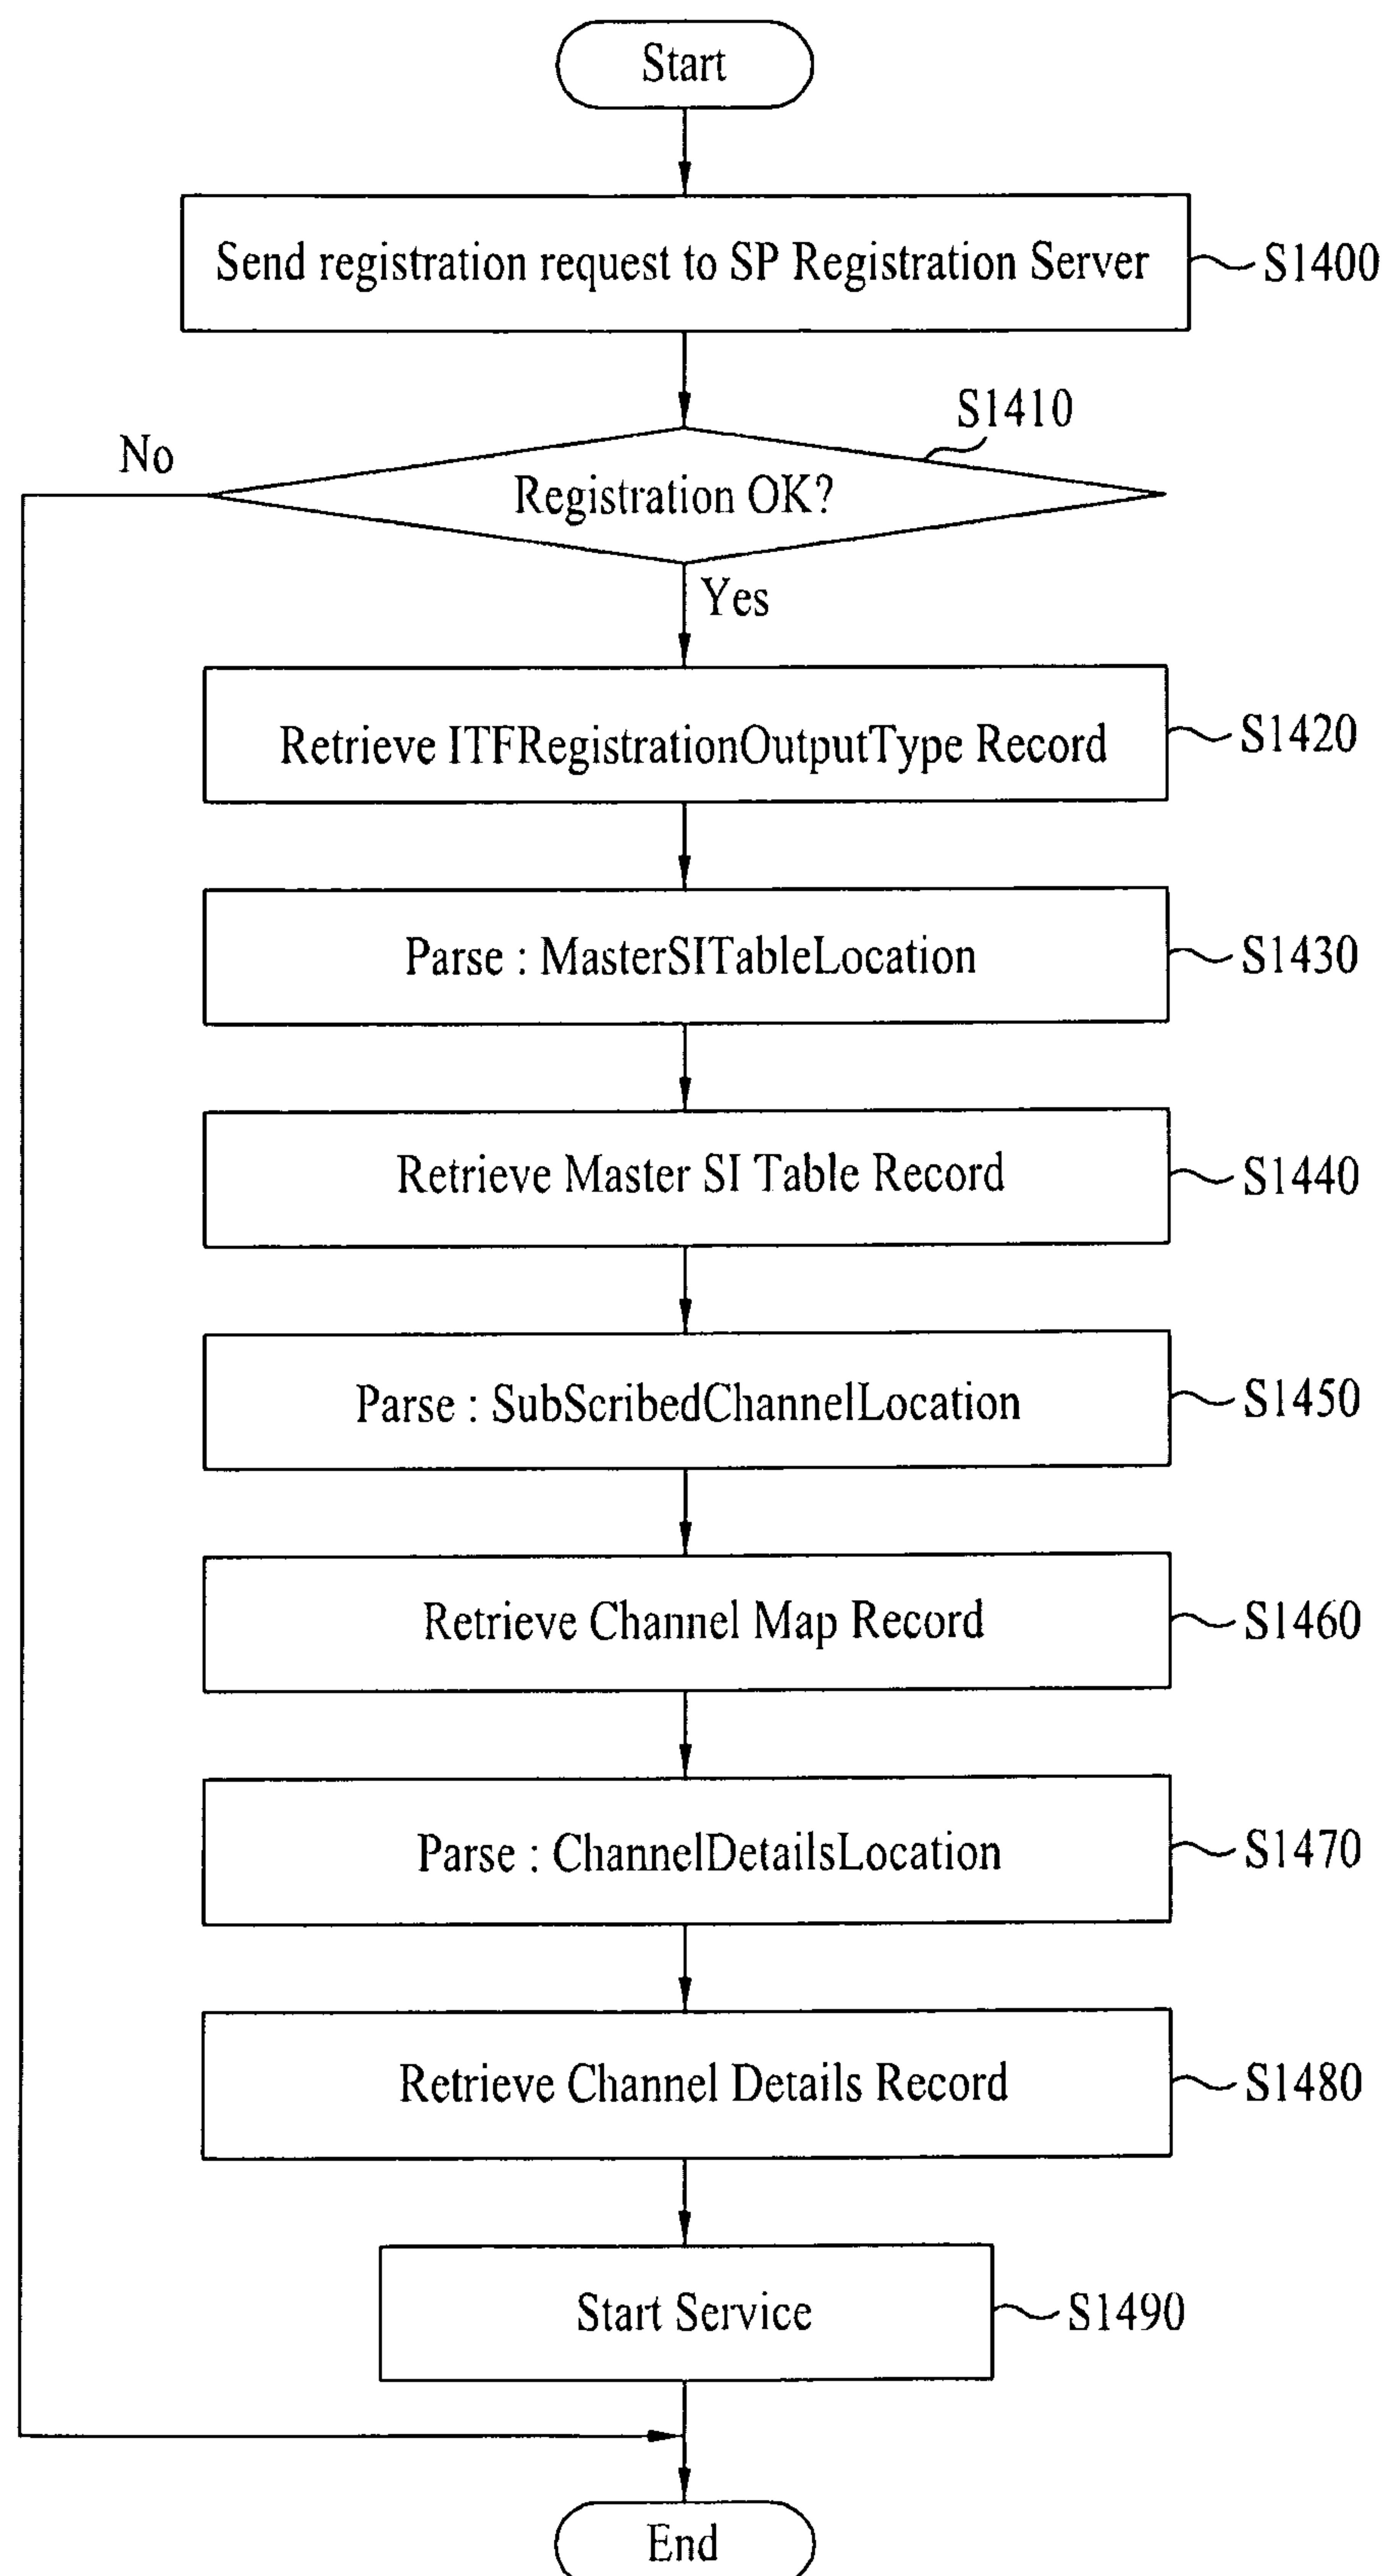 Start
Send registration request to SP Registration Server
S1400
S1410
No
Registration OK?
Yes
Retrieve ITFRegistrationOutputType Record
S1420
Parse : MasterSITableLocation
S1430
Retrieve Master SI Table Record
S1440
Parse : SubScribedChannelLocation
S1450
Retrieve Channel Map Record
S1460
Parse : ChannelDetailsLocation
S1470
Retrieve Channel Details Record
S1480
Start Service
S1490
End